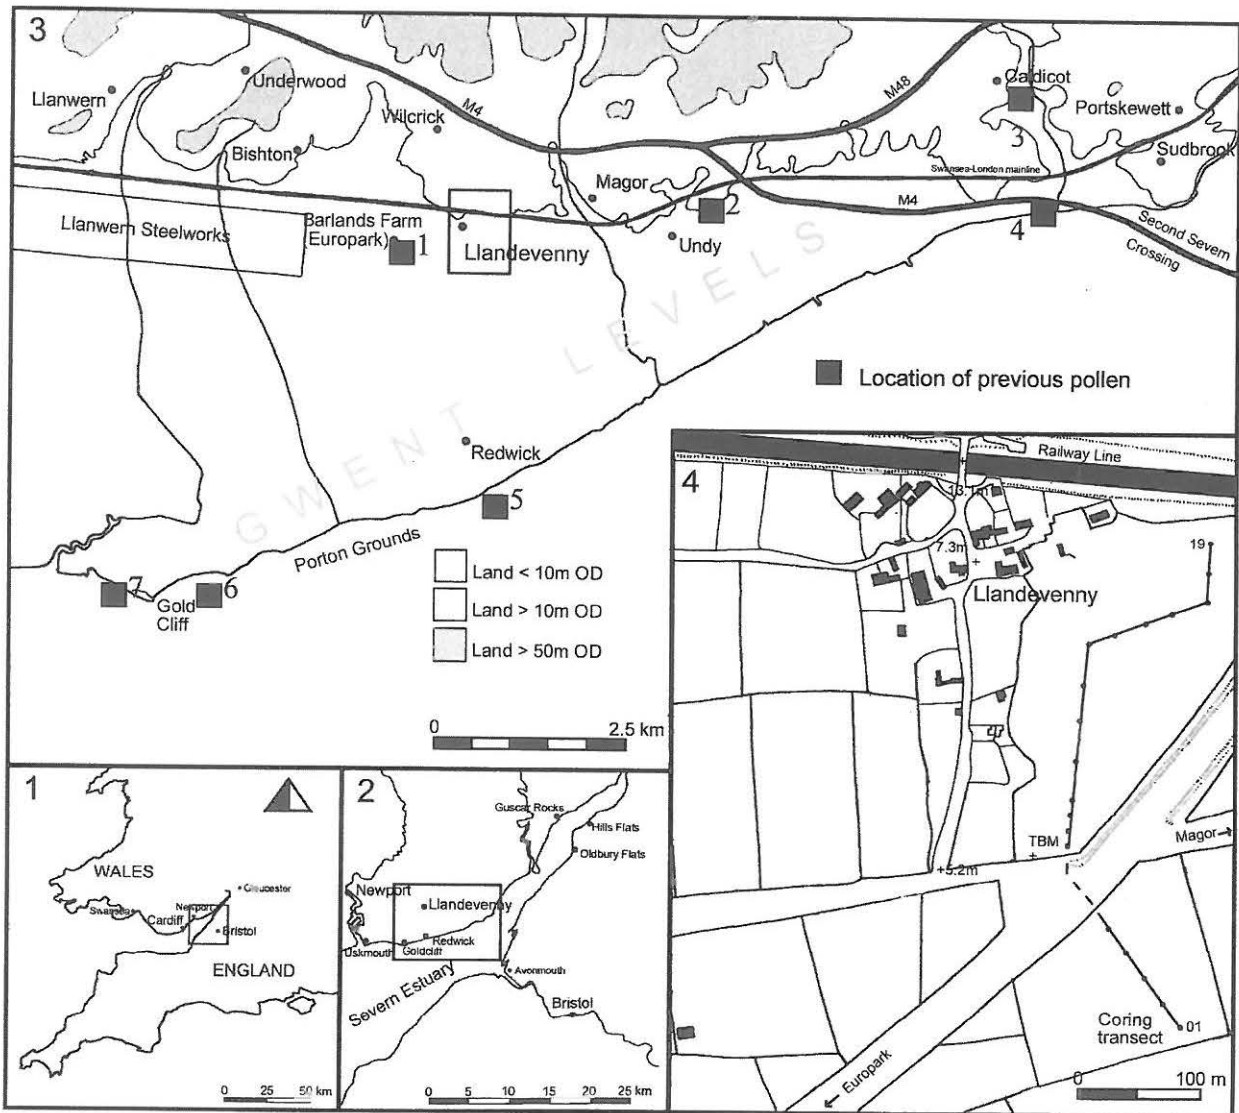 3
Llanwern
Underwood
Bishton
Wilcrick
M4
M48
Caldicot
3
Portskewett
Sudbrook
Magor
Swansea-London mainline
2
M4
4
Second Severn
Crossing
Undy
Llanwern Steelworks
Barlands Farm
(Europark)
1
Llandevenny
GWENT LEVELS
Location of previous pollen
Redwick
5
Porton Grounds
7
Gold
Cliff
6
Land < 10m OD
Land > 10m OD
Land > 50m OD
0 2.5 km
1
WALES
Swansea
Cardiff
Newport
Gloucester
Bristol
ENGLAND
0 25 50 km
2
Guscar Rocks
Hills Flats
Oldbury Flats
Newport
Llandevenny
Redwick
Uskmouth
Goldcliff
Severn Estuary
Avonmouth
Bristol
0 5 10 15 20 25 km
4
Railway Line
13.1m
7.3m
Llandevenny
19
TBM
Magor→
+5.2m
Coring
transect
01
← Europark
0 100 m